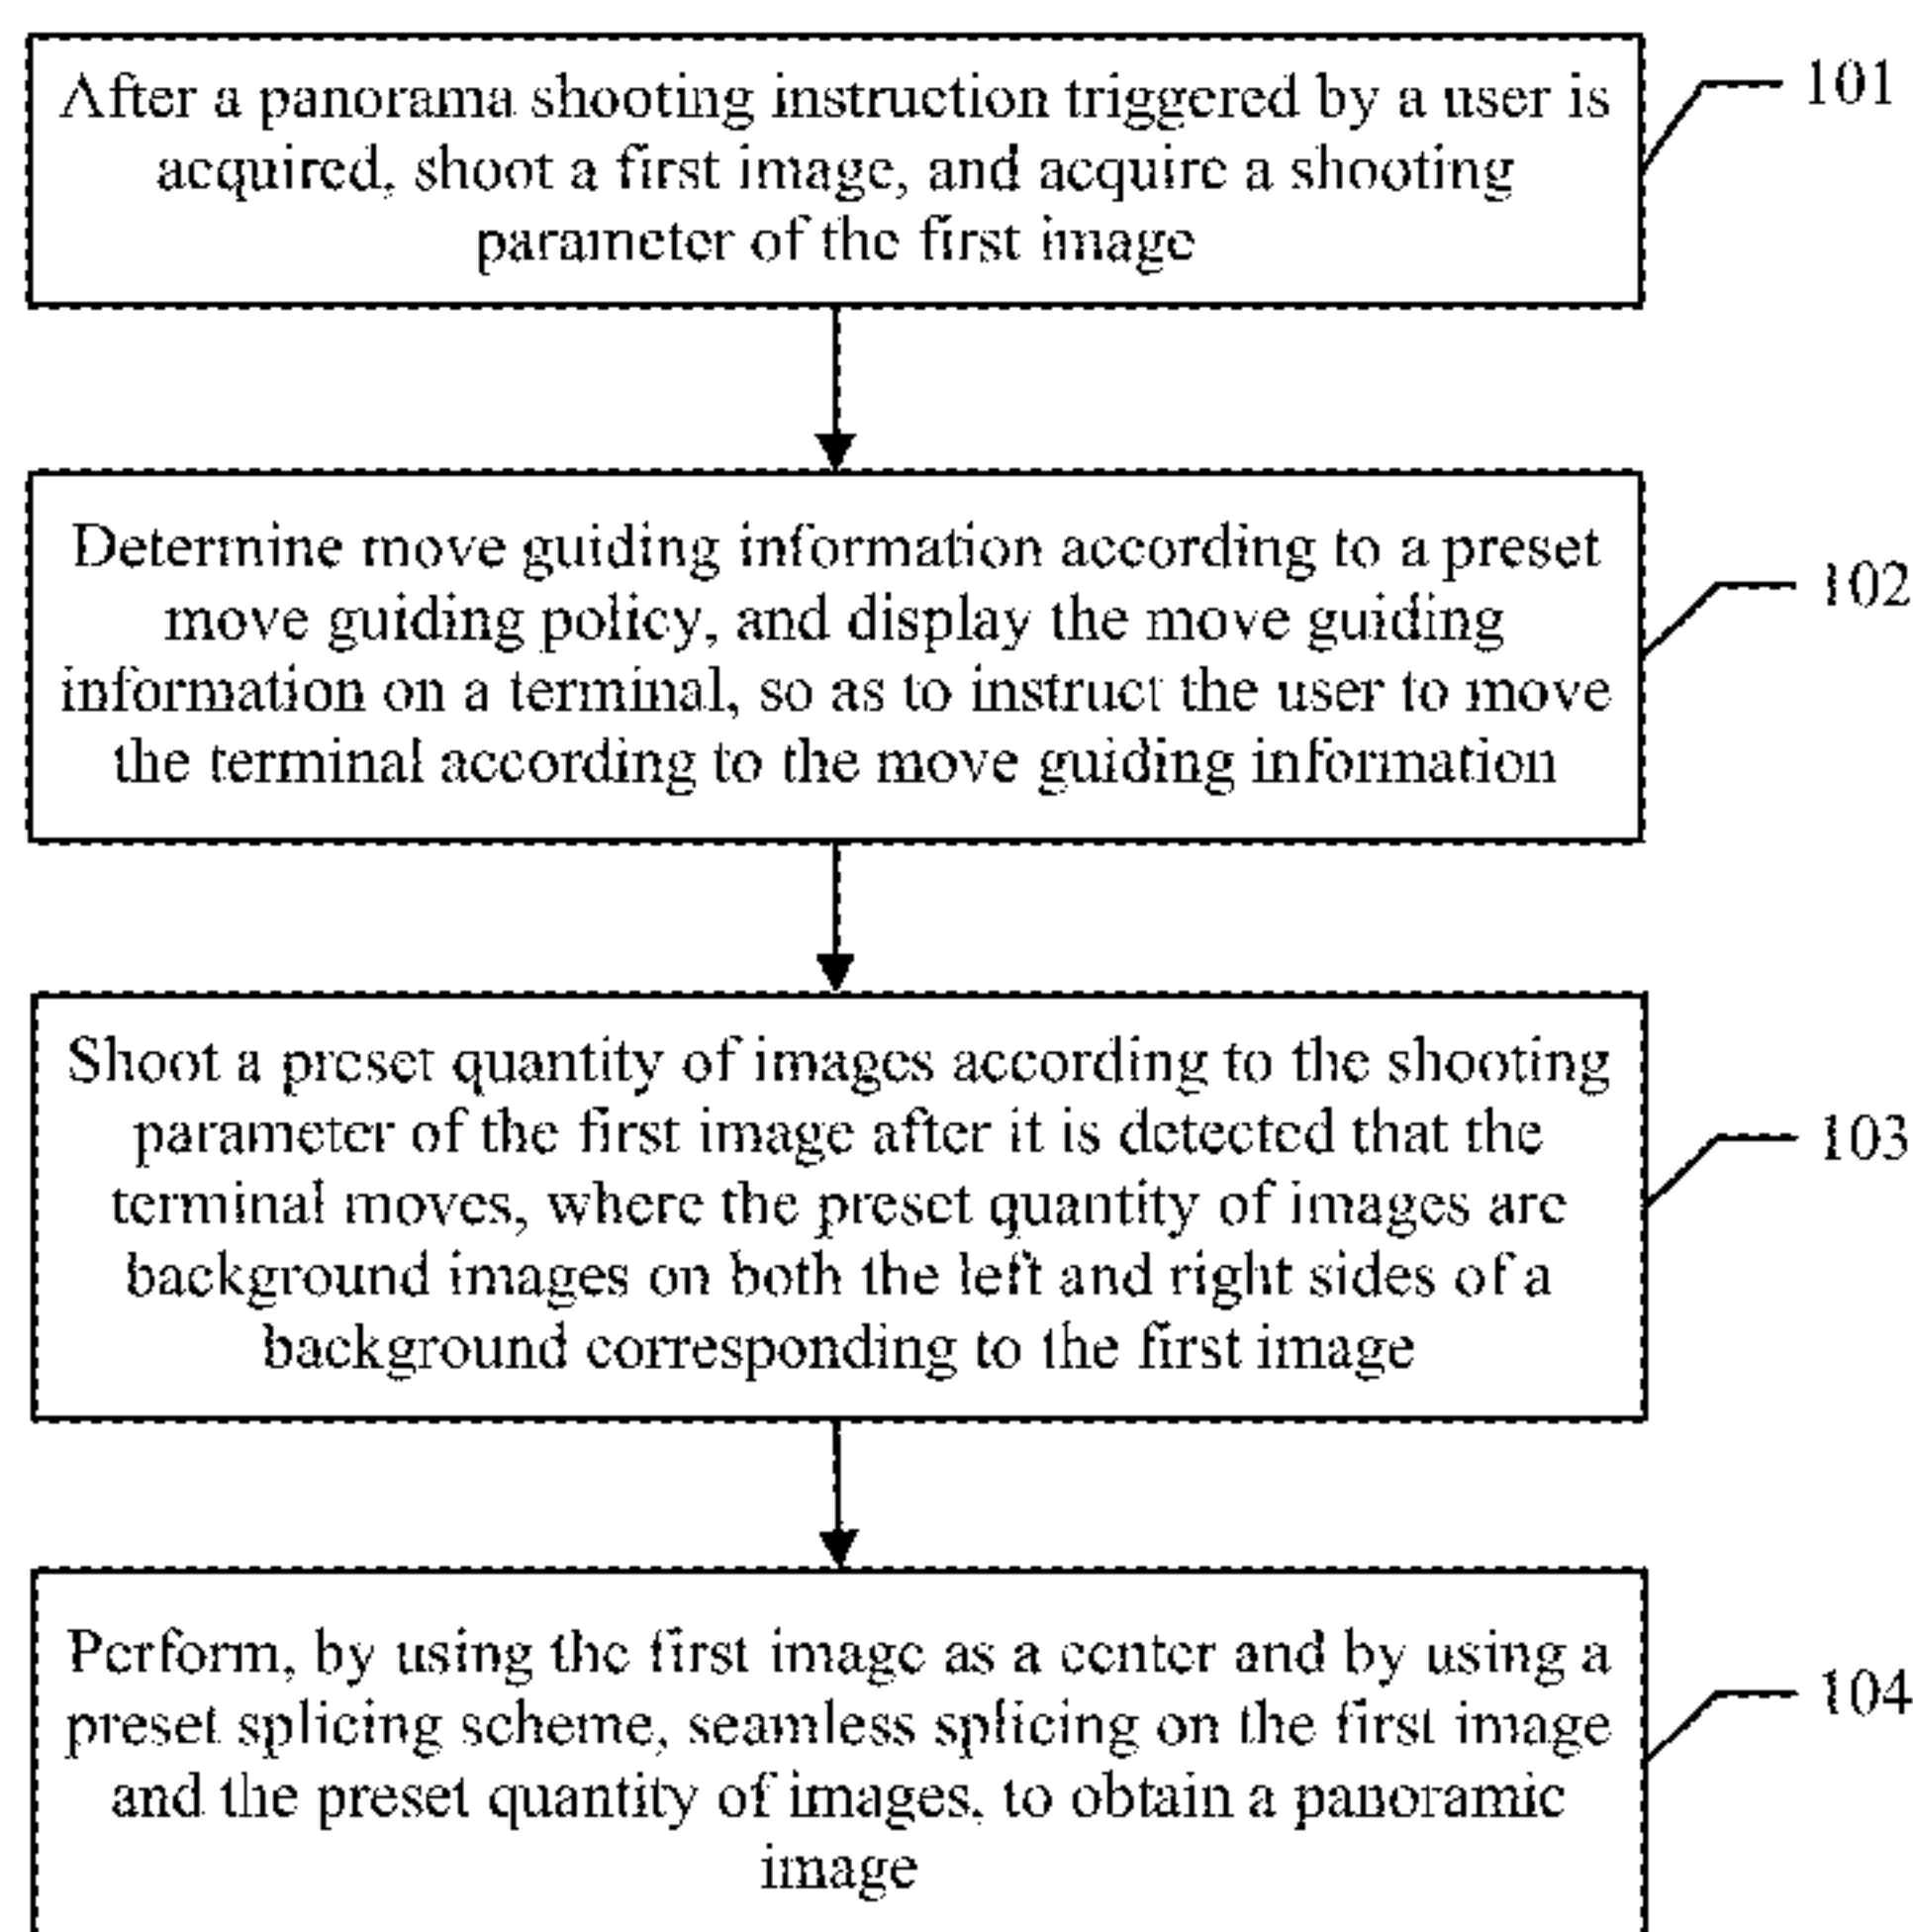 After a panorama shooting instruction triggered by a user is
acquired, shoot a first image, and acquire a shooting
parameter of the first image
101
Determine move guiding information according to a preset
move guiding policy, and display the move guiding
information on a terminal, so as to instruct the user to move
the terminal according to the move guiding information
102
Shoot a preset quantity of images according to the shooting
parameter of the first image after it is detected that the
terminal moves, where the preset quantity of images are
background images on both the left and right sides of a
background corresponding to the first image
103
Perform, by using the first image as a center and by using a
preset splicing scheme, seamless splicing on the first image
and the preset quantity of images, to obtain a panoramic
image
104